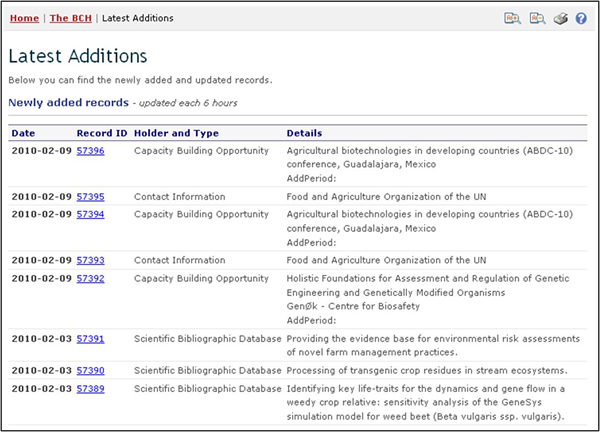 Home | The BCH | Latest Additions
Latest Additions
Below you can find the newly added and updated records.
Newly added records - updated each 6 hours
Date Record ID Holder and Type Details
2010-02-09 57396 Capacity Building Opportunity Agricultural biotechnologies in developing countries (ABDC-10)
conference, Guadalajara, Mexico
AddPeriod:
2010-02-09 57395 Contact Information Food and Agriculture Organization of the UN
2010-02-09 57394 Capacity Building Opportunity Agricultural biotechnologies in developing countries (ABDC-10)
conference, Guadalajara, Mexico
AddPeriod:
2010-02-09 57393 Contact Information Food and Agriculture Organization of the UN
2010-02-09 57392 Capacity Building Opportunity Holistic Foundations for Assessment and Regulation of Genetic
Engineering and Genetically Modified Organisms
GenØk - Centre for Biosafety
AddPeriod:
2010-02-03 57391 Scientific Bibliographic Database Providing the evidence base for environmental risk assessments
of novel farm management practices.
2010-02-03 57390 Scientific Bibliographic Database Processing of transgenic crop residues in stream ecosystems.
2010-02-03 57389 Scientific Bibliographic Database Identifying key life-traits for the dynamics and gene flow in a
weedy crop relative: sensitivity analysis of the GeneSys
simulation model for weed beet (Beta vulgaris ssp. vulgaris).